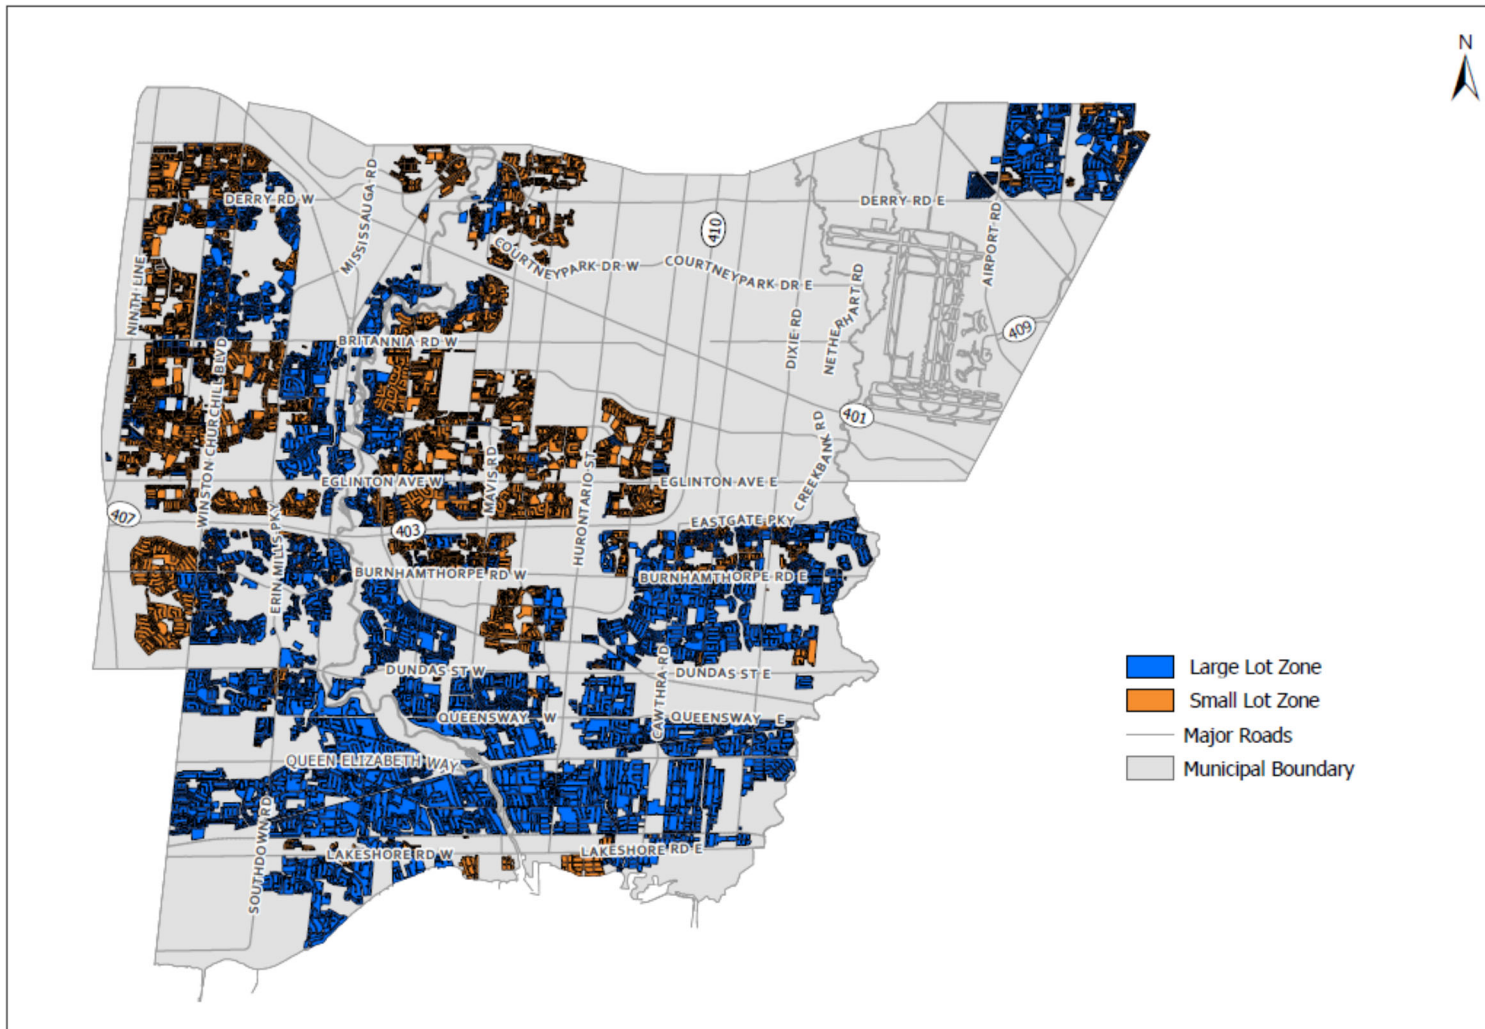 N
MISSISSAUGA RD
DERRY RD W
DERRY RD E
410
AIRPORT RD
COURTNEYPARK DR W
COURTNEYPARK DR E
NINTH LINE
NETHERHART RD
DIXIE RD
409
BRITANNIA RD W
WINSTON CHURCHILL BLVD
401
CREEKBANK RD
MAVIS RD
HURONTARIO ST
EGLINTON AVE W
EGLINTON AVE E
407
403
EASTGATE PKY
ERIN MILLS PKY
BURNHAMTHORPE RD W
BURNHAMTHORPE RD E
DUNDAS ST W
DUNDAS ST E
CAWTHRA RD
QUEENSWAY W
QUEENSWAY E
QUEEN ELIZABETH WAY
SOUTHDOWN RD
LAKESHORE RD W
LAKESHORE RD E
Large Lot Zone
Small Lot Zone
Major Roads
Municipal Boundary